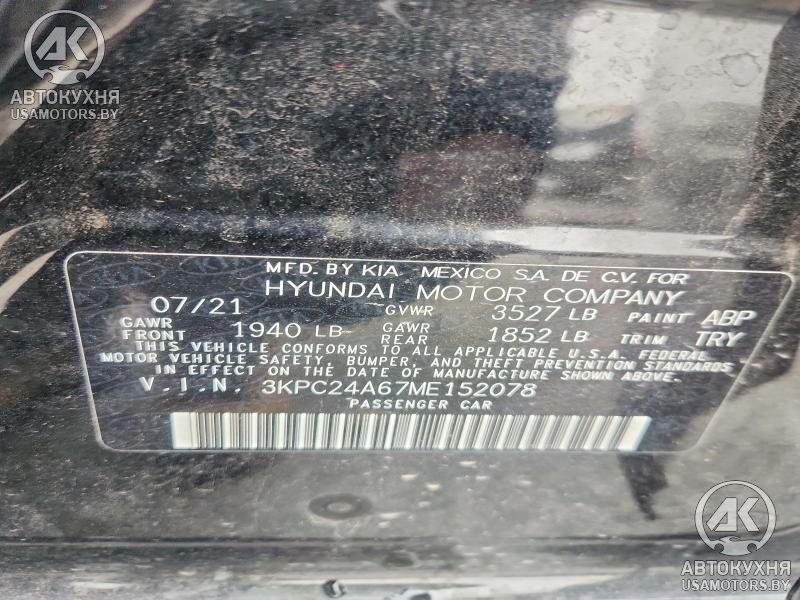 AK
АВТОКУХНЯ
USAMOTORS.BY
MFD. BY KIA MEXICO S.A. DE C.V. FOR
07/21 HYUNDAI MOTOR COMPANY
GVWR 3527 LB PAINT ABP
GAWR FRONT 1940 LB GAWR REAR 1852 LB TRIM TRY
THIS VEHICLE CONFORMS TO ALL APPLICABLE U.S.A. FEDERAL
MOTOR VEHICLE SAFETY, BUMPER, AND THEFT PREVENTION STANDARDS
IN EFFECT ON THE DATE OF MANUFACTURE SHOWN ABOVE.
V.I.N. 3KPC24A67ME152078
PASSENGER CAR
AK
АВТОКУХНЯ
USAMOTORS.BY